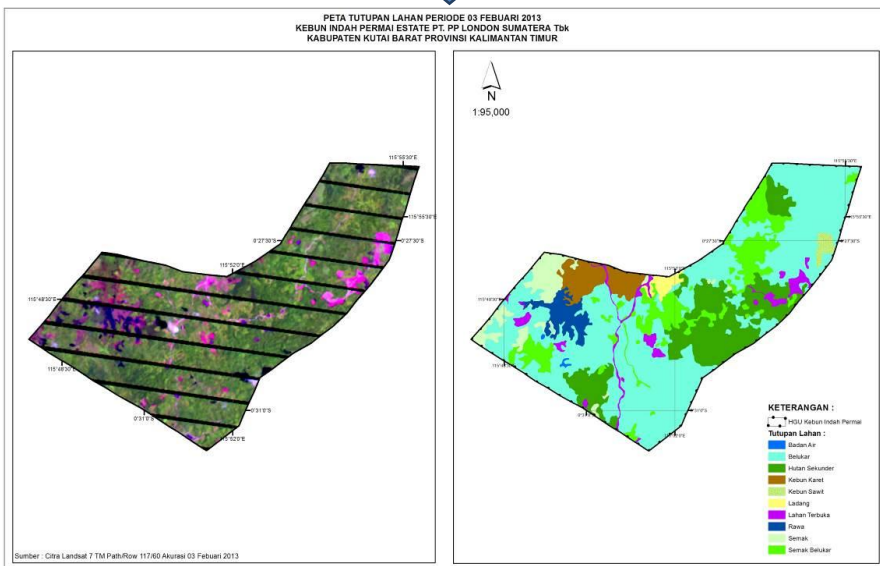 PETA TUTUPAN LAHAN PERIODE 03 FEBUARI 2013
KEBUN INDAH PERMAI ESTATE PT. PP LONDON SUMATERA Tbk
KABUPATEN KUTAI BARAT PROVINSI KALIMANTAN TIMUR
115°55'30"E
115°55'30"E
0°27'30"S
0°27'30"S
115°52'0"E
115°48'30"E
115°48'30"E
0°31'0"S
0°31'0"S
115°52'0"E
Sumber : Citra Landsat 7 TM Path/Row 117/60 Akurasi 03 Febuari 2013
N
1:95,000
KETERANGAN :
HGU Kebun Indah Permai
Tutupan Lahan :
Badan Air
Belukar
Hutan Sekunder
Kebun Karet
Kebun Sawit
Ladang
Lahan Terbuka
Rawa
Semak
Semak Belukar